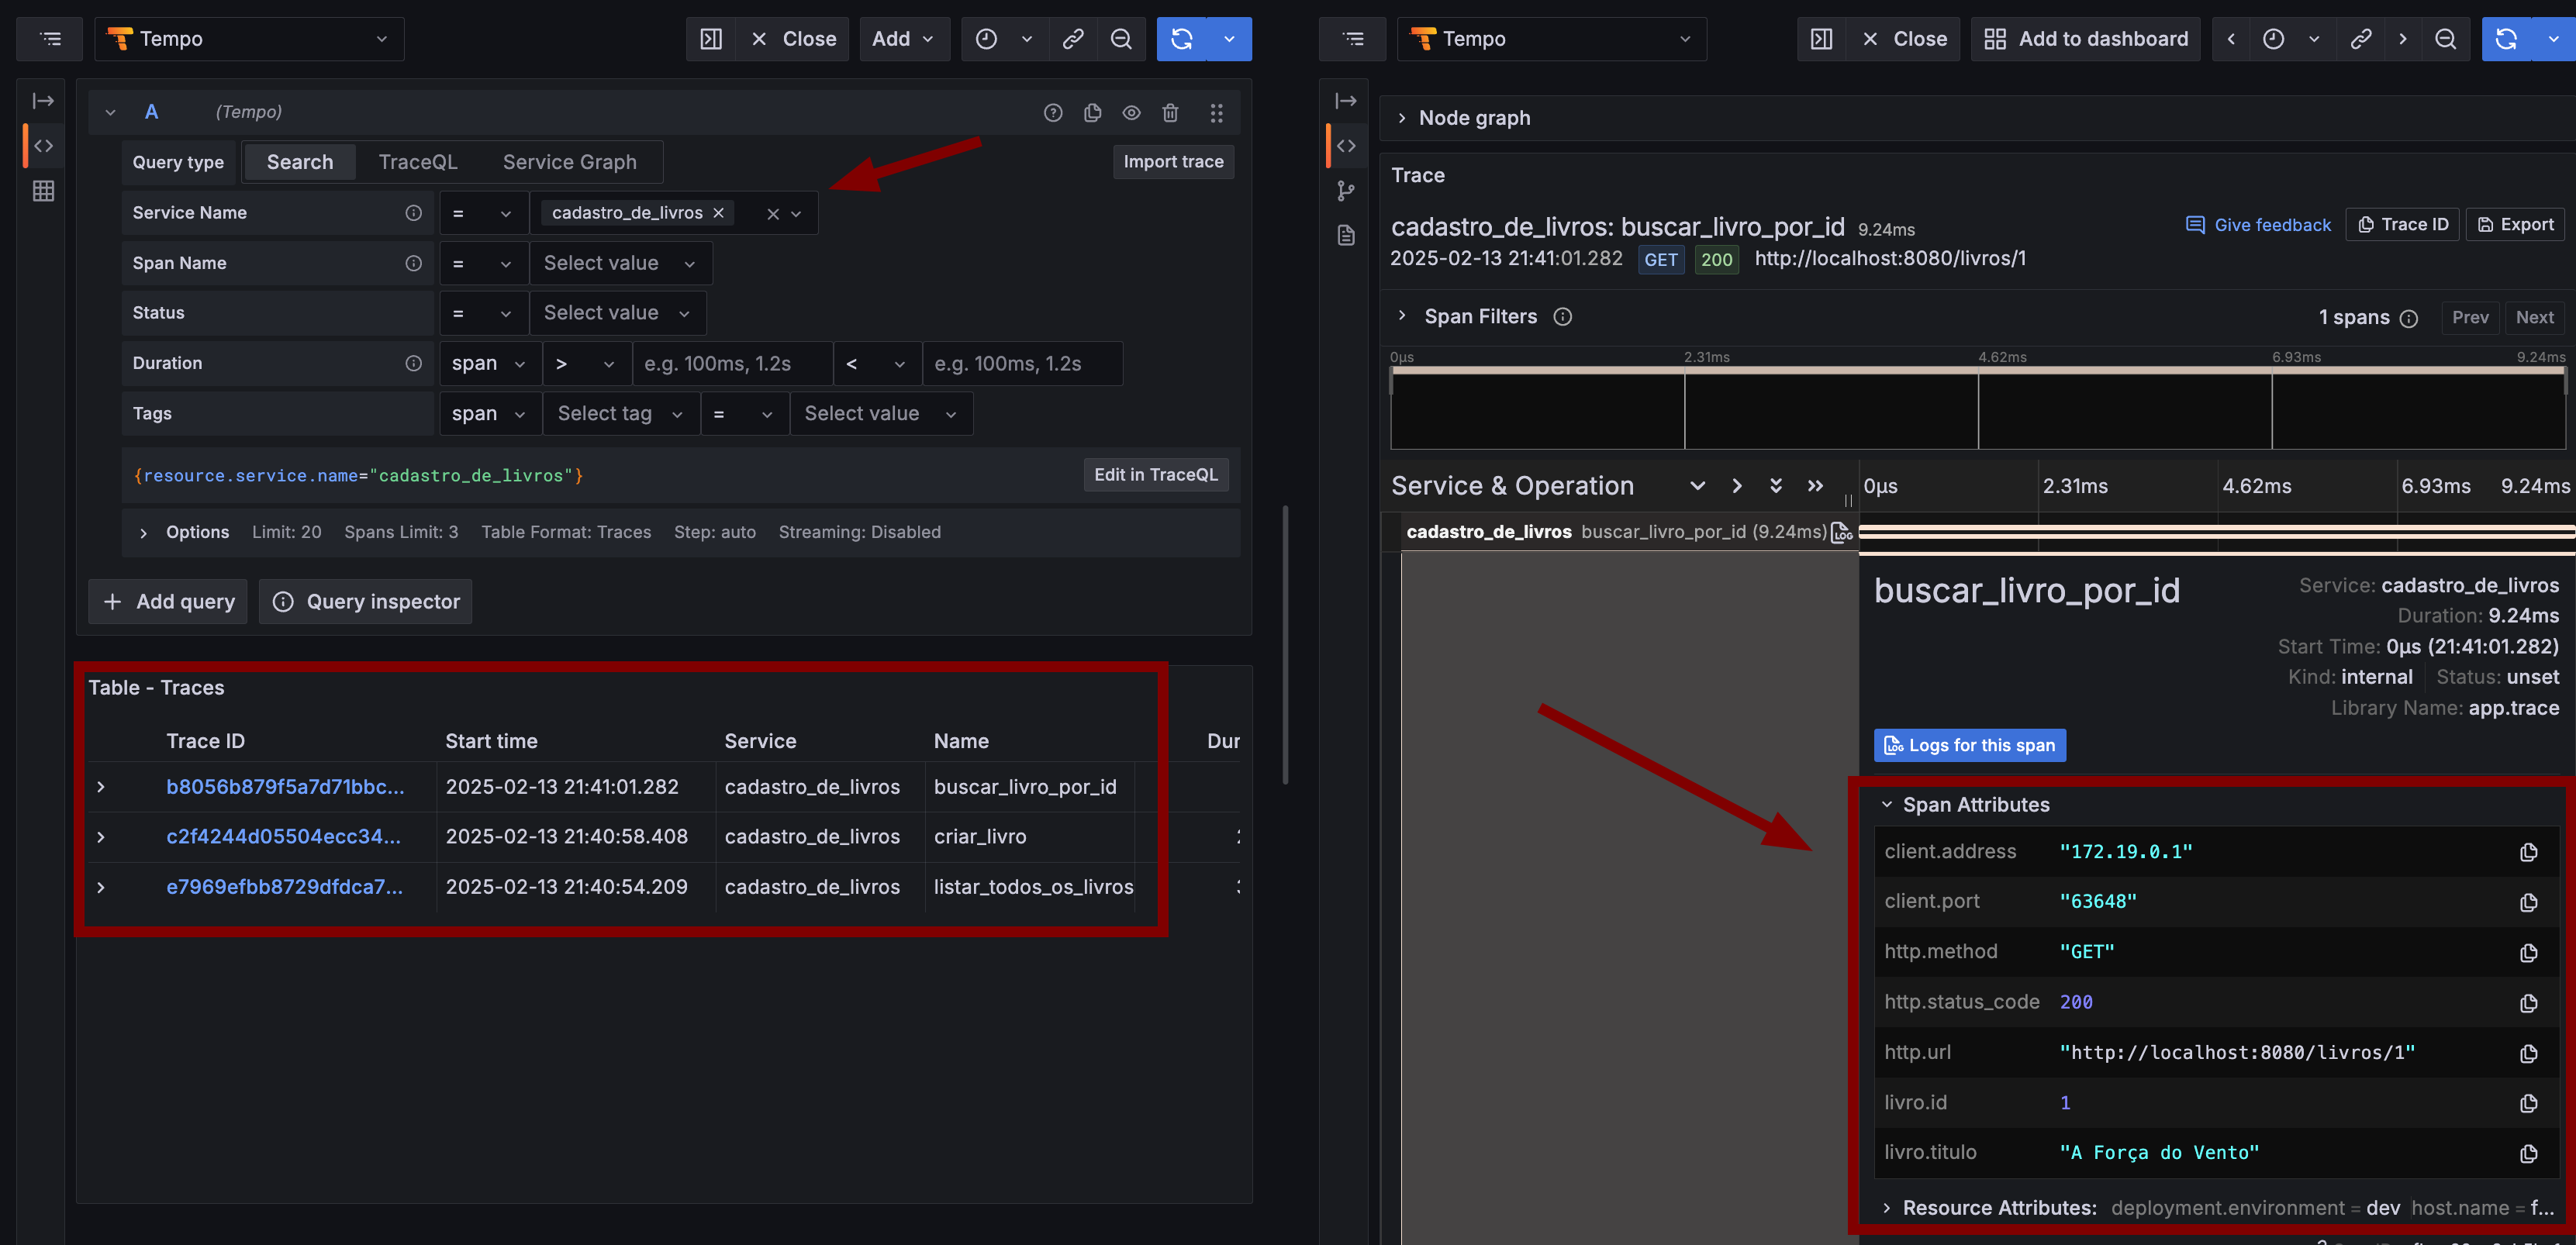 Tempo
Close
Add
A (Tempo)
Query type Search TraceQL Service Graph Import trace
Service Name = cadastro_de_livros
Span Name = Select value
Status = Select value
Duration span > e.g. 100ms, 1.2s < e.g. 100ms, 1.2s
Tags span Select tag = Select value
{resource.service.name="cadastro_de_livros"} Edit in TraceQL
Options Limit: 20 Spans Limit: 3 Table Format: Traces Step: auto Streaming: Disabled
+ Add query Query inspector
Table - Traces
Trace ID Start time Service Name Dur
b8056b879f5a7d71bbc... 2025-02-13 21:41:01.282 cadastro_de_livros buscar_livro_por_id
c2f4244d05504ecc34... 2025-02-13 21:40:58.408 cadastro_de_livros criar_livro
e7969efbb8729dfdca7... 2025-02-13 21:40:54.209 cadastro_de_livros listar_todos_os_livros
Tempo
Close
Add to dashboard
Node graph
Trace
cadastro_de_livros: buscar_livro_por_id 9.24ms
Give feedback Trace ID Export
2025-02-13 21:41:01.282 GET 200 http://localhost:8080/livros/1
Span Filters 1 spans Prev Next
0µs 2.31ms 4.62ms 6.93ms 9.24ms
Service & Operation 0µs 2.31ms 4.62ms 6.93ms 9.24ms
cadastro_de_livros buscar_livro_por_id (9.24ms) LOG
buscar_livro_por_id
Service: cadastro_de_livros
Duration: 9.24ms
Start Time: 0µs (21:41:01.282)
Kind: internal Status: unset
Library Name: app.trace
LOG Logs for this span
Span Attributes
client.address "172.19.0.1"
client.port "63648"
http.method "GET"
http.status_code 200
http.url "http://localhost:8080/livros/1"
livro.id 1
livro.titulo "A Força do Vento"
Resource Attributes: deployment.environment = dev host.name = f...